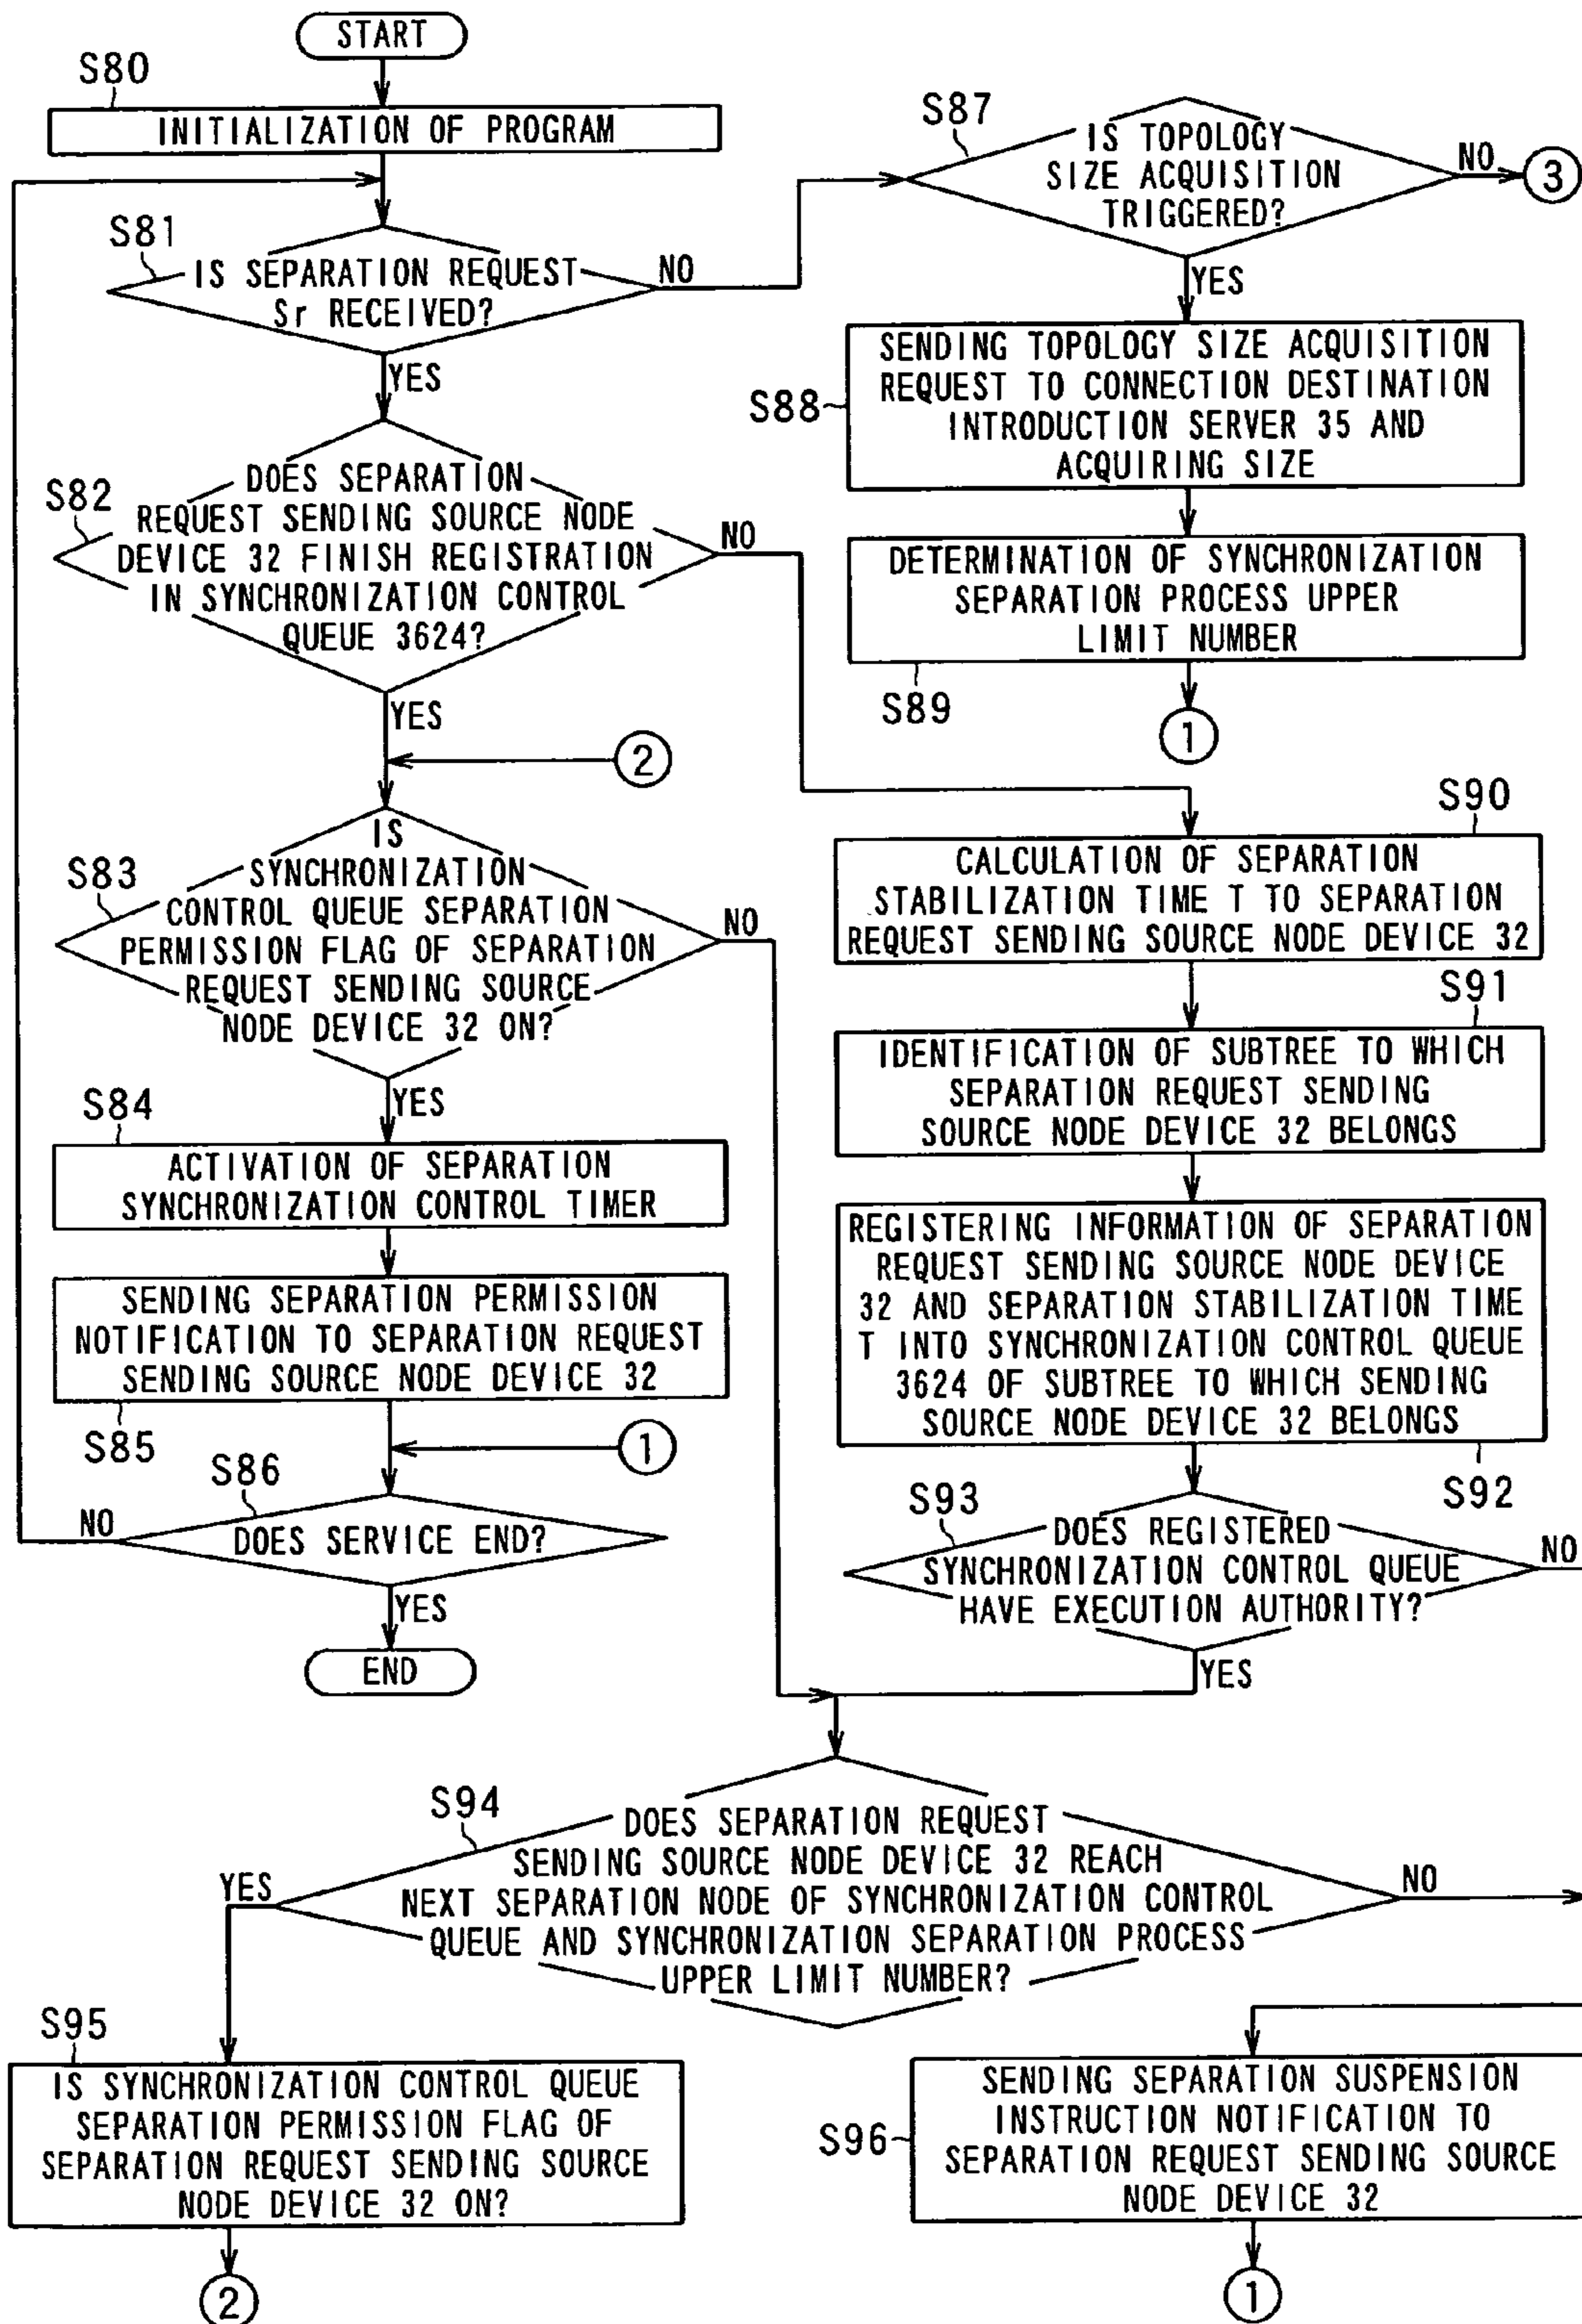 START
S80
INITIALIZATION OF PROGRAM
S81
IS SEPARATION REQUEST
Sr RECEIVED?
NO
YES
S82
DOES SEPARATION
REQUEST SENDING SOURCE NODE
DEVICE 32 FINISH REGISTRATION
IN SYNCHRONIZATION CONTROL
QUEUE 3624?
NO
YES
2
S83
IS
SYNCHRONIZATION
CONTROL QUEUE SEPARATION
PERMISSION FLAG OF SEPARATION
REQUEST SENDING SOURCE
NODE DEVICE 32 ON?
NO
YES
S84
ACTIVATION OF SEPARATION
SYNCHRONIZATION CONTROL TIMER
SENDING SEPARATION PERMISSION
NOTIFICATION TO SEPARATION REQUEST
SENDING SOURCE NODE DEVICE 32
S85
1
S86
DOES SERVICE END?
NO
YES
END
S87
IS TOPOLOGY
SIZE ACQUISITION
TRIGGERED?
NO
3
YES
S88
SENDING TOPOLOGY SIZE ACQUISITION
REQUEST TO CONNECTION DESTINATION
INTRODUCTION SERVER 35 AND
ACQUIRING SIZE
DETERMINATION OF SYNCHRONIZATION
SEPARATION PROCESS UPPER
LIMIT NUMBER
S89
1
S90
CALCULATION OF SEPARATION
STABILIZATION TIME T TO SEPARATION
REQUEST SENDING SOURCE NODE DEVICE 32
S91
IDENTIFICATION OF SUBTREE TO WHICH
SEPARATION REQUEST SENDING
SOURCE NODE DEVICE 32 BELONGS
REGISTERING INFORMATION OF SEPARATION
REQUEST SENDING SOURCE NODE DEVICE
32 AND SEPARATION STABILIZATION TIME
T INTO SYNCHRONIZATION CONTROL QUEUE
3624 OF SUBTREE TO WHICH SENDING
SOURCE NODE DEVICE 32 BELONGS
S92
S93
DOES REGISTERED
SYNCHRONIZATION CONTROL QUEUE
HAVE EXECUTION AUTHORITY?
NO
YES
S94
DOES SEPARATION REQUEST
SENDING SOURCE NODE DEVICE 32 REACH
NEXT SEPARATION NODE OF SYNCHRONIZATION CONTROL
QUEUE AND SYNCHRONIZATION SEPARATION PROCESS
UPPER LIMIT NUMBER?
YES
NO
S95
IS SYNCHRONIZATION CONTROL QUEUE
SEPARATION PERMISSION FLAG OF
SEPARATION REQUEST SENDING SOURCE
NODE DEVICE 32 ON?
2
S96
SENDING SEPARATION SUSPENSION
INSTRUCTION NOTIFICATION TO
SEPARATION REQUEST SENDING SOURCE
NODE DEVICE 32
1